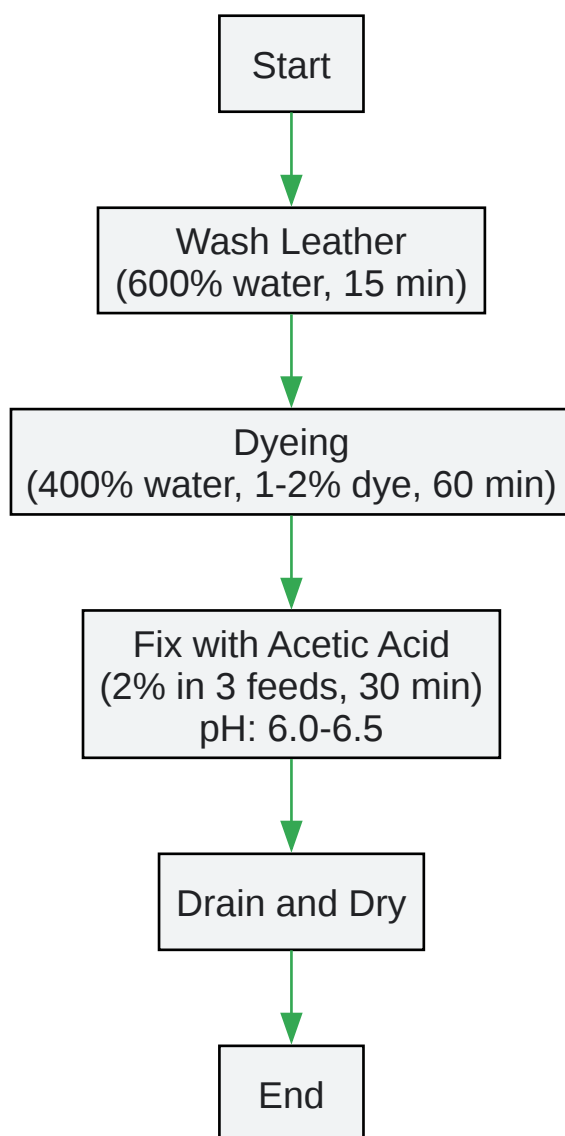 Start
Wash Leather
(600% water, 15 min)
Dyeing
(400% water, 1-2% dye, 60 min)
Fix with Acetic Acid
(2% in 3 feeds, 30 min)
pH: 6.0-6.5
Drain and Dry
End